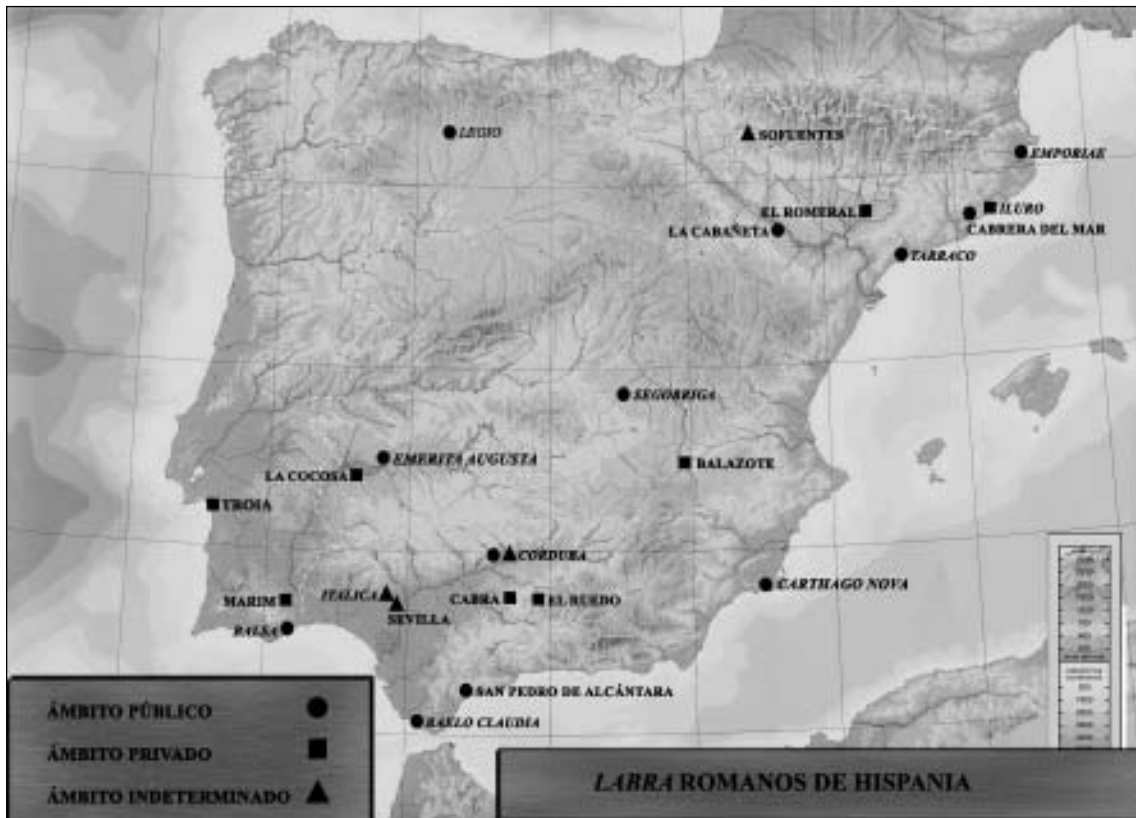 LEGIO
SOFUENTES
EMPORIAE
EL ROMERAL
ILURO
LA CABAÑETA
CABRERA DEL MAR
TARRACO
SEGOBRIGA
EMERITA AUGUSTA
BALAZOTE
LA COCOSA
TROIA
CORDUBA
CARTHAGO NOVA
ITALICA
MARIM
CABRA
EL RUEDO
SEVILLA
BALSA
SAN PEDRO DE ALCÁNTARA
BAELO CLAUDIA
ÁMBITO PÚBLICO
ÁMBITO PRIVADO
ÁMBITO INDETERMINADO
LABRA ROMANOS DE HISPANIA